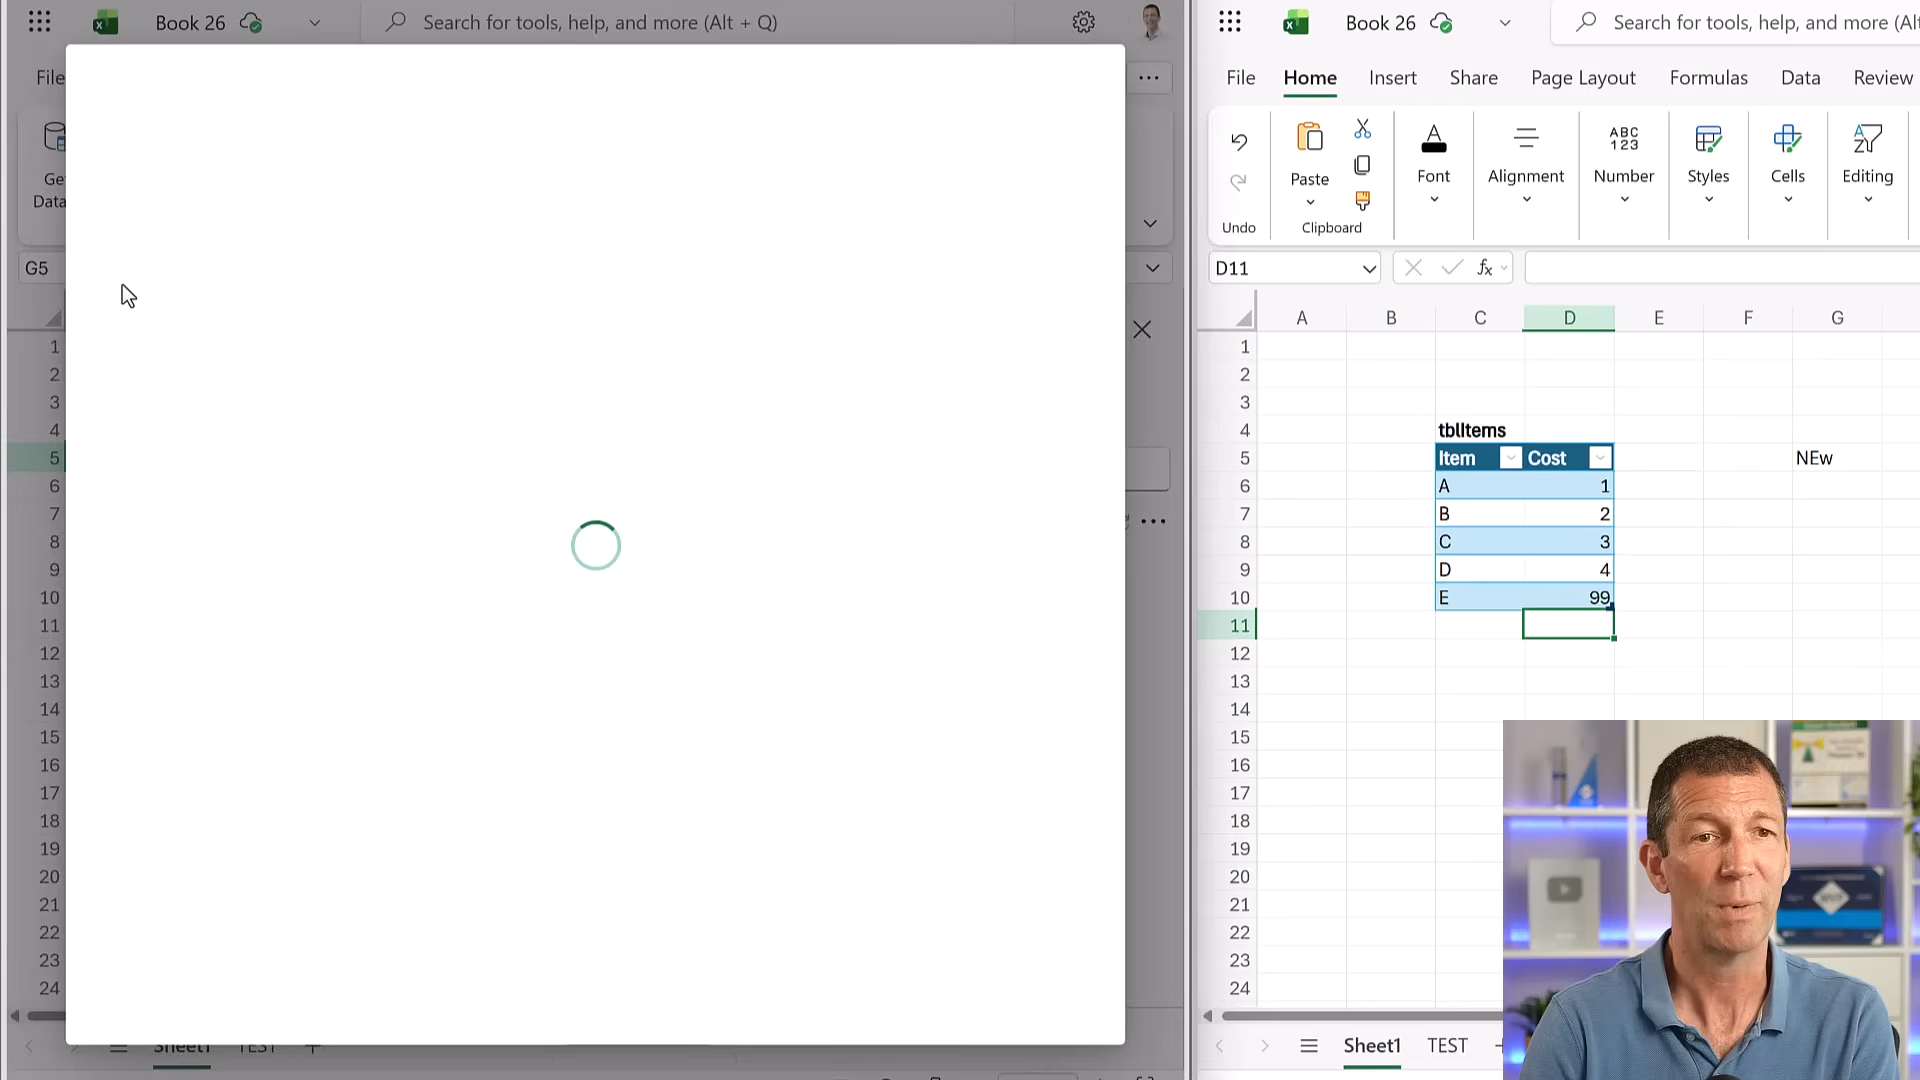 Book 26
Search for tools, help, and more (Alt + Q)
File
Ge
Data
G5
1
2
3
4
5
6
7
8
9
10
11
12
13
14
15
16
17
18
19
20
21
22
23
24
Sheet1 TEST +
Book 26
Search for tools, help, and more (Al
File Home Insert Share Page Layout Formulas Data Review
Paste
Font
Alignment
ABC
123
Number
Styles
Cells
A
Z
Editing
Undo
Clipboard
D11
fx
A B C D E F G
1
2
3
4 tblItems
5 Item Cost NEw
6 A 1
7 B 2
8 C 3
9 D 4
10 E 99
11
12
13
14
15
16
17
18
19
20
21
22
23
24
Sheet1 TEST